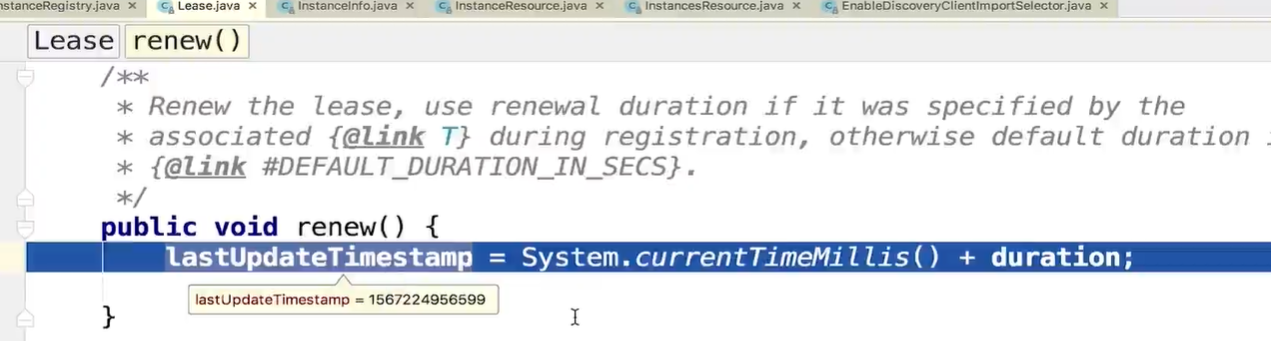 nstanceRegistry.java × Lease.java × InstanceInfo.java × InstanceResource.java × InstancesResource.java × EnableDiscoveryClientImportSelector.java ×
Lease renew()
/**
* Renew the lease, use renewal duration if it was specified by the
* associated {@link T} during registration, otherwise default duration i
* {@link #DEFAULT_DURATION_IN_SECS}.
*/
public void renew() {
lastUpdateTimestamp = System.currentTimeMillis() + duration;
lastUpdateTimestamp = 1567224956599
}